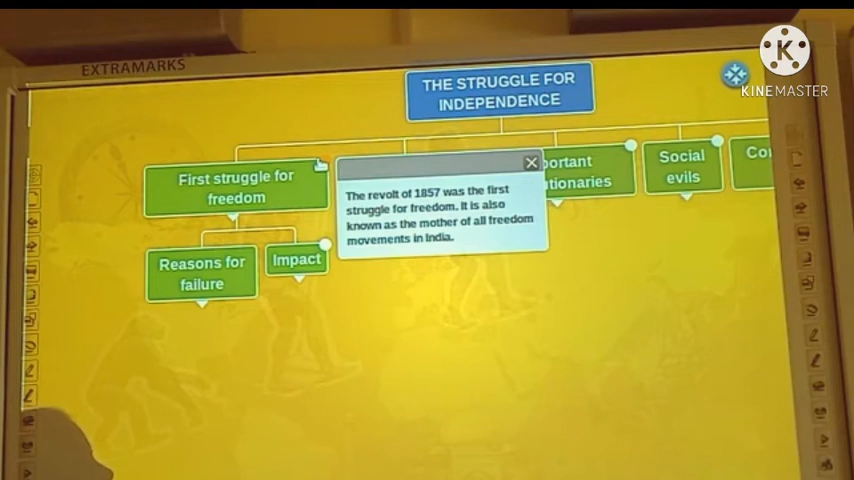 EXTRAMARKS
KINEMASTER
THE STRUGGLE FOR
INDEPENDENCE
First struggle for
freedom
The revolt of 1857 was the first
struggle for freedom. It is also
known as the mother of all freedom
movements in India.
Social
evils
Reasons for
failure
Impact